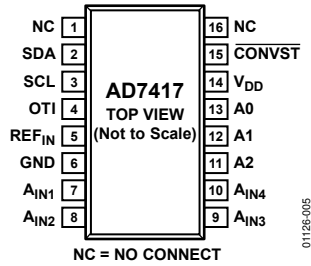 NC 1 16 NC
SDA 2 15 CONVST
SCL 3 AD7417 14 VDD
OTI 4 TOP VIEW 13 A0
REFIN 5 (Not to Scale) 12 A1
GND 6 11 A2
AIN1 7 10 AIN4
AIN2 8 9 AIN3
NC = NO CONNECT
01126-005